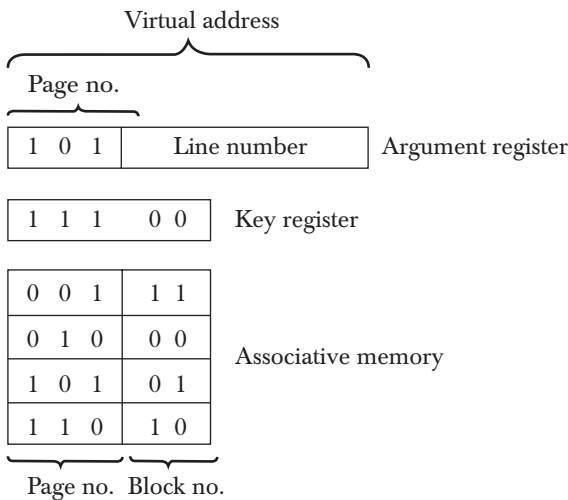 Virtual address
Page no.
1 0 1 Line number Argument register
1 1 1 0 0 Key register
0 0 1 1 1
0 1 0 0 0
Associative memory
1 0 1 0 1
1 1 0 1 0
Page no. Block no.